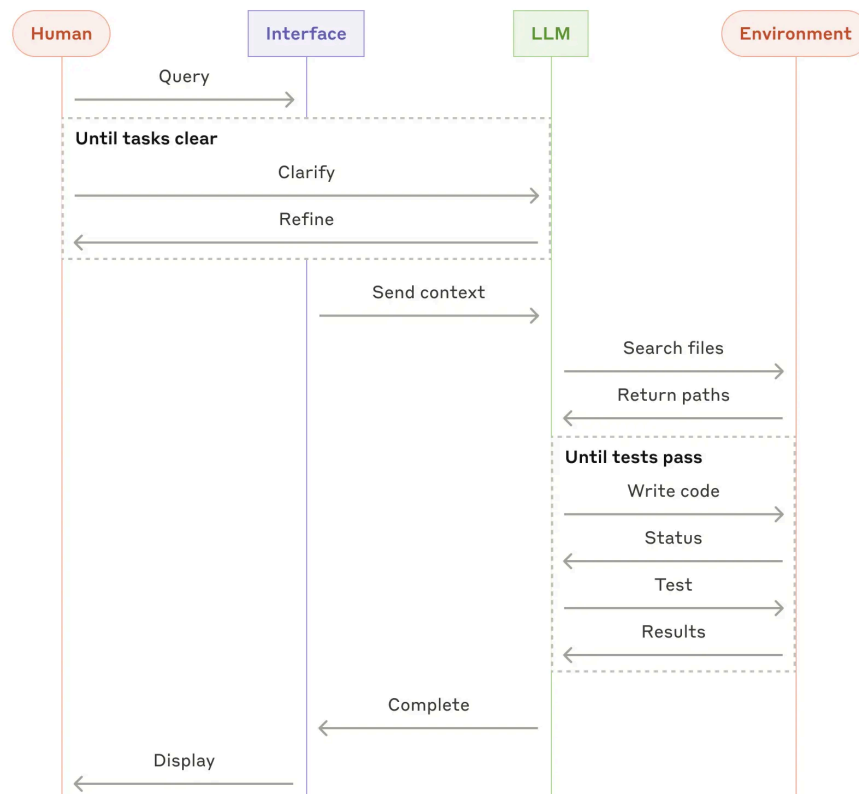 Human
Interface
LLM
Environment
Query
Until tasks clear
Clarify
Refine
Send context
Search files
Return paths
Until tests pass
Write code
Status
Test
Results
Complete
Display